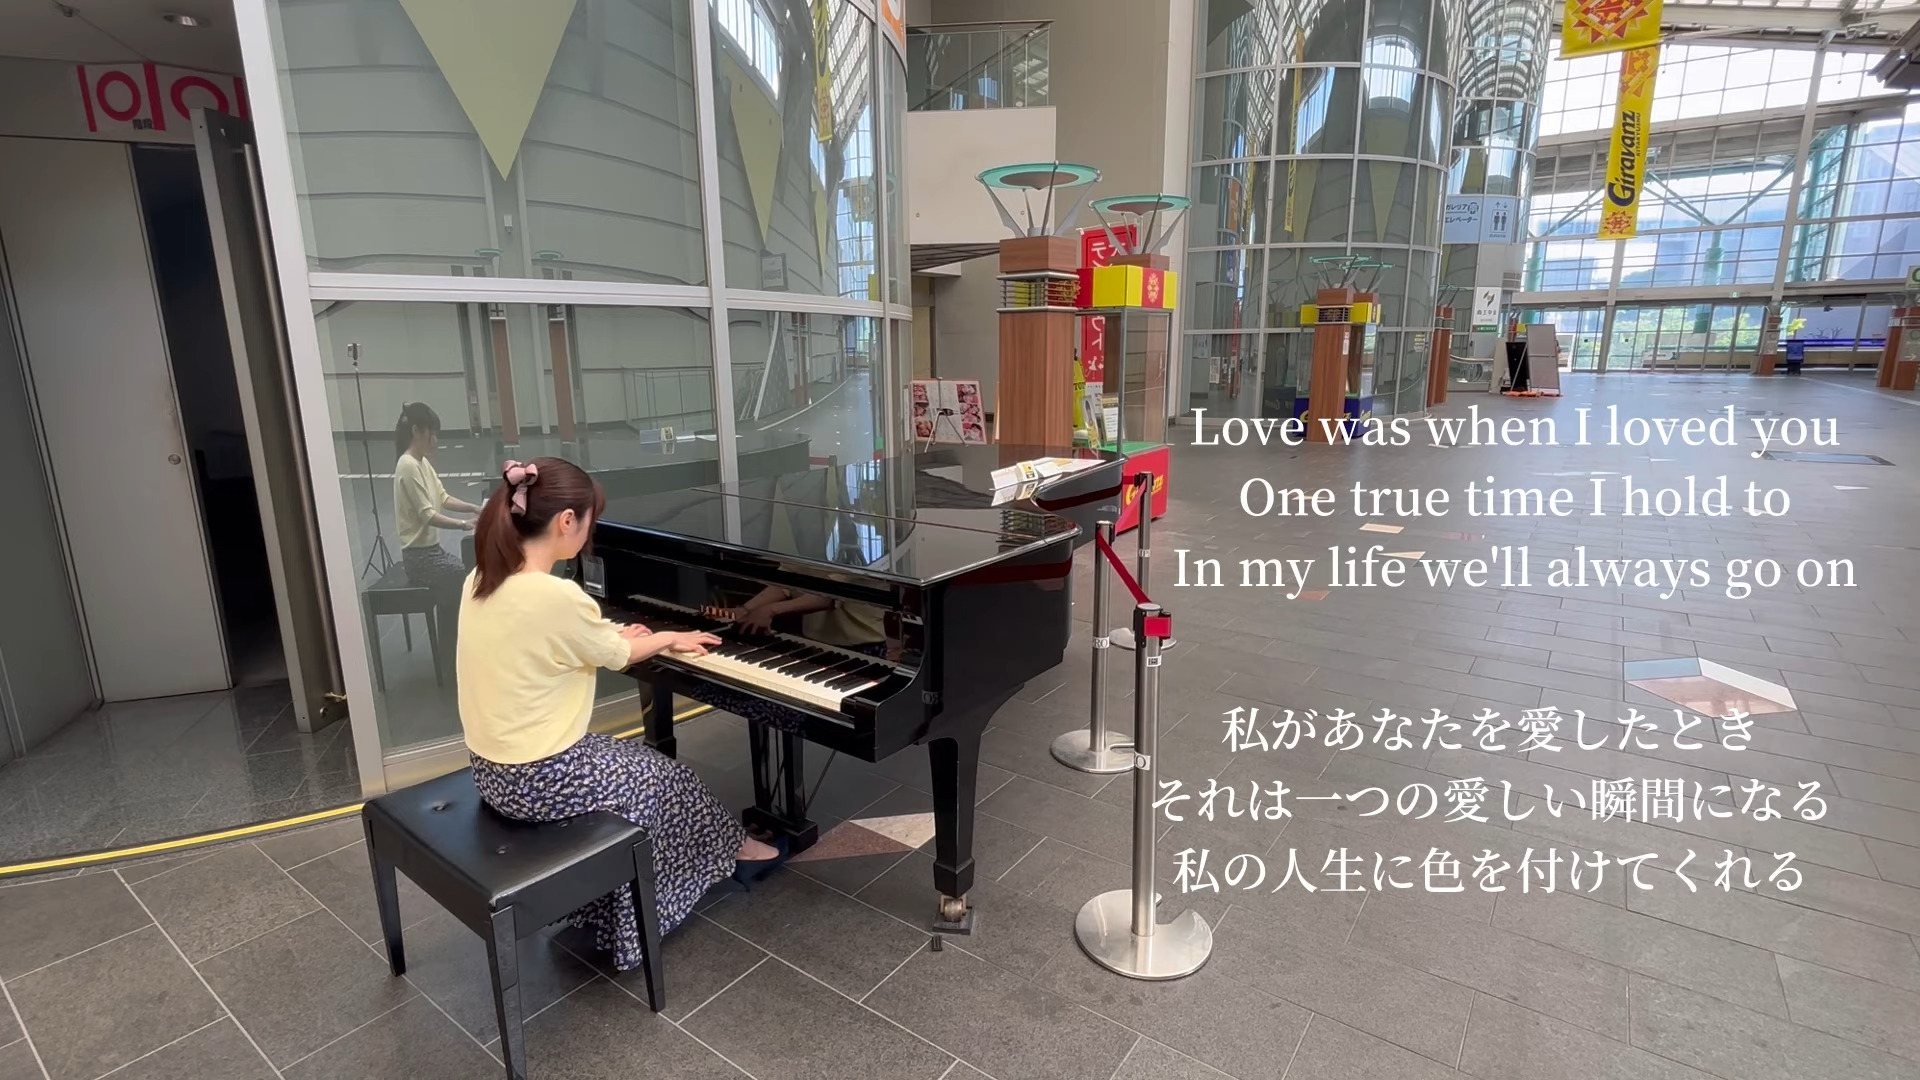 Love was when I loved you
One true time I hold to
In my life we'll always go on
私があなたを愛したとき
それは一つの愛しい瞬間になる
私の人生に色を付けてくれる
Giravanz
エレベーター
階段
YAMAHA